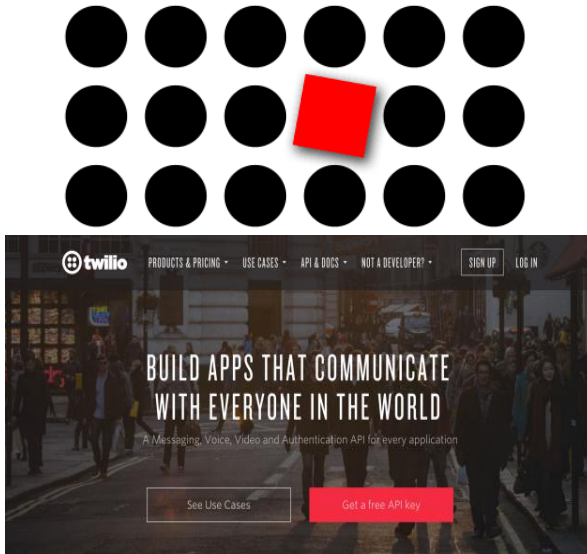 twilio PRODUCTS & PRICING USE CASES API & DOCS NOT A DEVELOPER? SIGN UP LOG IN
BUILD APPS THAT COMMUNICATE
WITH EVERYONE IN THE WORLD
A Messaging, Voice, Video and Authentication API for every application
See Use Cases Get a free API key